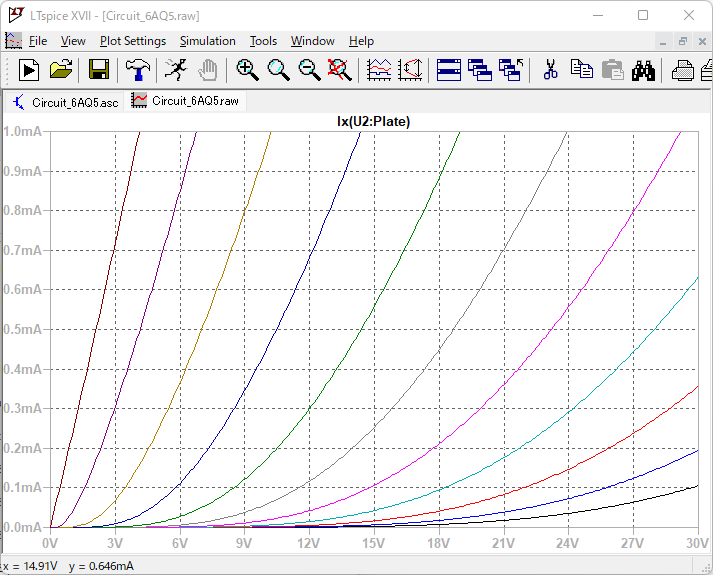 LTspice XVII - [Circuit_6AQ5.raw]
File View Plot Settings Simulation Tools Window Help
Circuit_6AQ5.asc Circuit_6AQ5.raw
Ix(U2:Plate)
1.0mA
0.9mA
0.8mA
0.7mA
0.6mA
0.5mA
0.4mA
0.3mA
0.2mA
0.1mA
0.0mA
0V 3V 6V 9V 12V 15V 18V 21V 24V 27V 30V
x = 14.91V y = 0.646mA